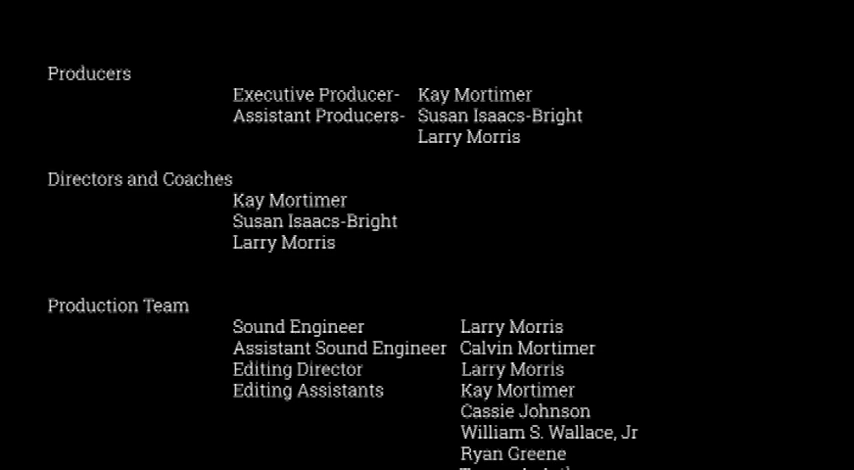 Producers
Executive Producer- Kay Mortimer
Assistant Producers- Susan Isaacs-Bright
Larry Morris
Directors and Coaches
Kay Mortimer
Susan Isaacs-Bright
Larry Morris
Production Team
Sound Engineer Larry Morris
Assistant Sound Engineer Calvin Mortimer
Editing Director Larry Morris
Editing Assistants Kay Mortimer
Cassie Johnson
William S. Wallace, Jr
Ryan Greene